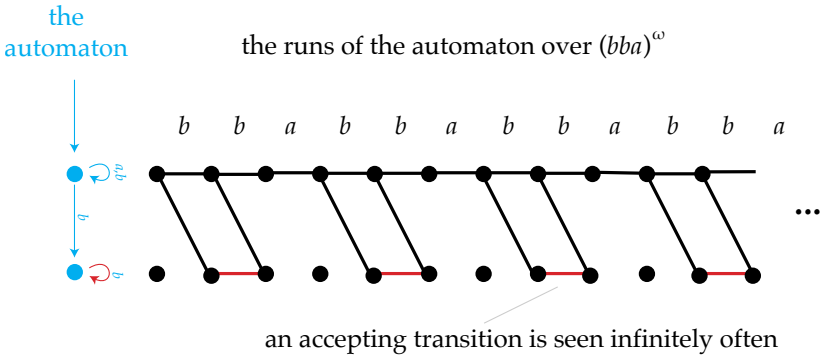 the
automaton
the runs of the automaton over (bba)^ω
b b a b b a b b a b b a
a,b
b
b
...
an accepting transition is seen infinitely often